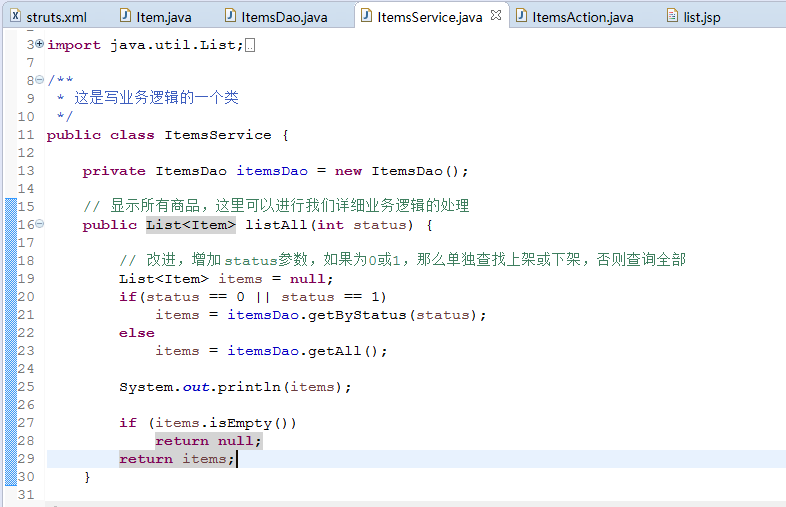 struts.xml Item.java ItemsDao.java ItemsService.java ItemsAction.java list.jsp
3 import java.util.List;
7
8 /**
9  * 这是写业务逻辑的一个类
10  */
11 public class ItemsService {
12
13     private ItemsDao itemsDao = new ItemsDao();
14
15     // 显示所有商品，这里可以进行我们详细业务逻辑的处理
16     public List<Item> listAll(int status) {
17
18         // 改进，增加status参数，如果为0或1，那么单独查找上架或下架，否则查询全部
19         List<Item> items = null;
20         if(status == 0 || status == 1)
21             items = itemsDao.getByStatus(status);
22         else
23             items = itemsDao.getAll();
24
25         System.out.println(items);
26
27         if (items.isEmpty())
28             return null;
29         return items;
30     }
31